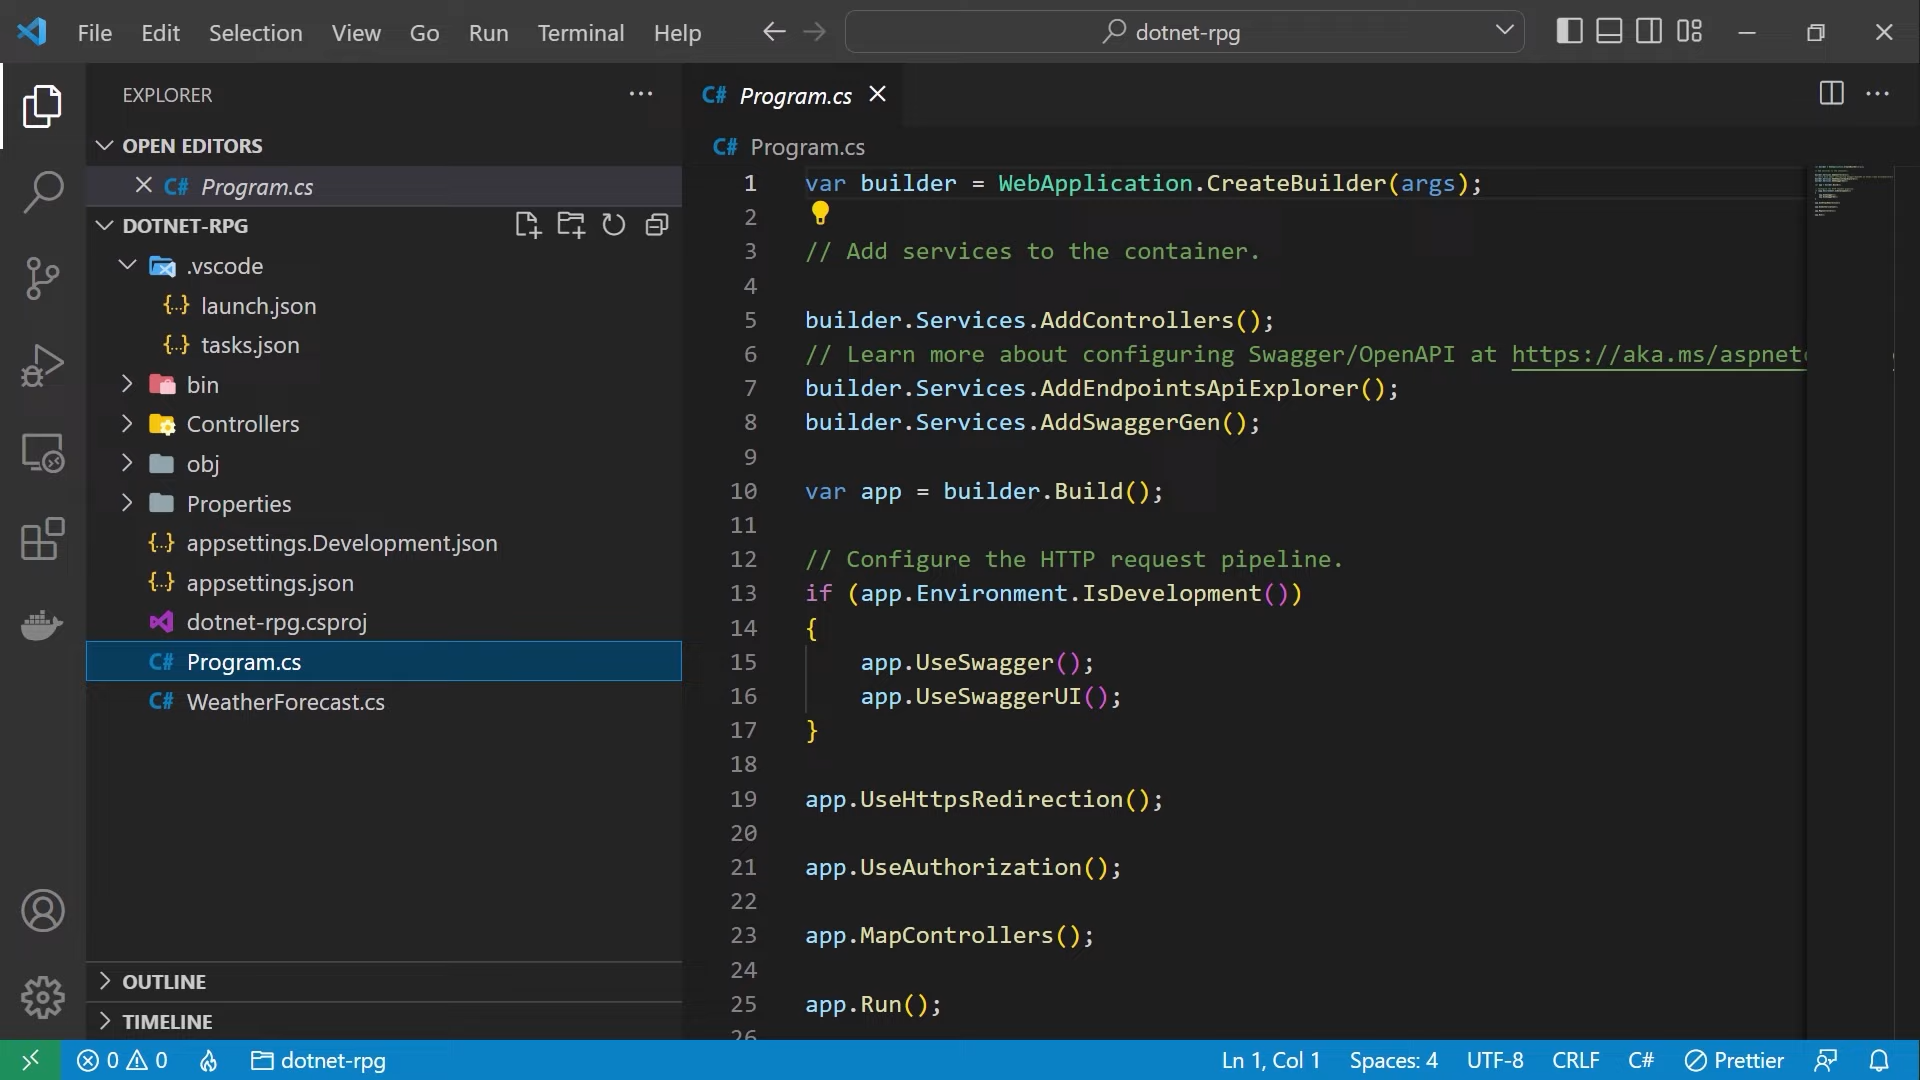 File Edit Selection View Go Run Terminal Help
dotnet-rpg
EXPLORER
OPEN EDITORS
C# Program.cs
DOTNET-RPG
.vscode
{..} launch.json
{..} tasks.json
bin
Controllers
obj
Properties
{..} appsettings.Development.json
{..} appsettings.json
dotnet-rpg.csproj
C# Program.cs
C# WeatherForecast.cs
OUTLINE
TIMELINE
C# Program.cs
C# Program.cs
1 var builder = WebApplication.CreateBuilder(args);
2
3 // Add services to the container.
4
5 builder.Services.AddControllers();
6 // Learn more about configuring Swagger/OpenAPI at https://aka.ms/aspnet
7 builder.Services.AddEndpointsApiExplorer();
8 builder.Services.AddSwaggerGen();
9
10 var app = builder.Build();
11
12 // Configure the HTTP request pipeline.
13 if (app.Environment.IsDevelopment())
14 {
15 app.UseSwagger();
16 app.UseSwaggerUI();
17 }
18
19 app.UseHttpsRedirection();
20
21 app.UseAuthorization();
22
23 app.MapControllers();
24
25 app.Run();
26
0 0 dotnet-rpg Ln 1, Col 1 Spaces: 4 UTF-8 CRLF C# Prettier